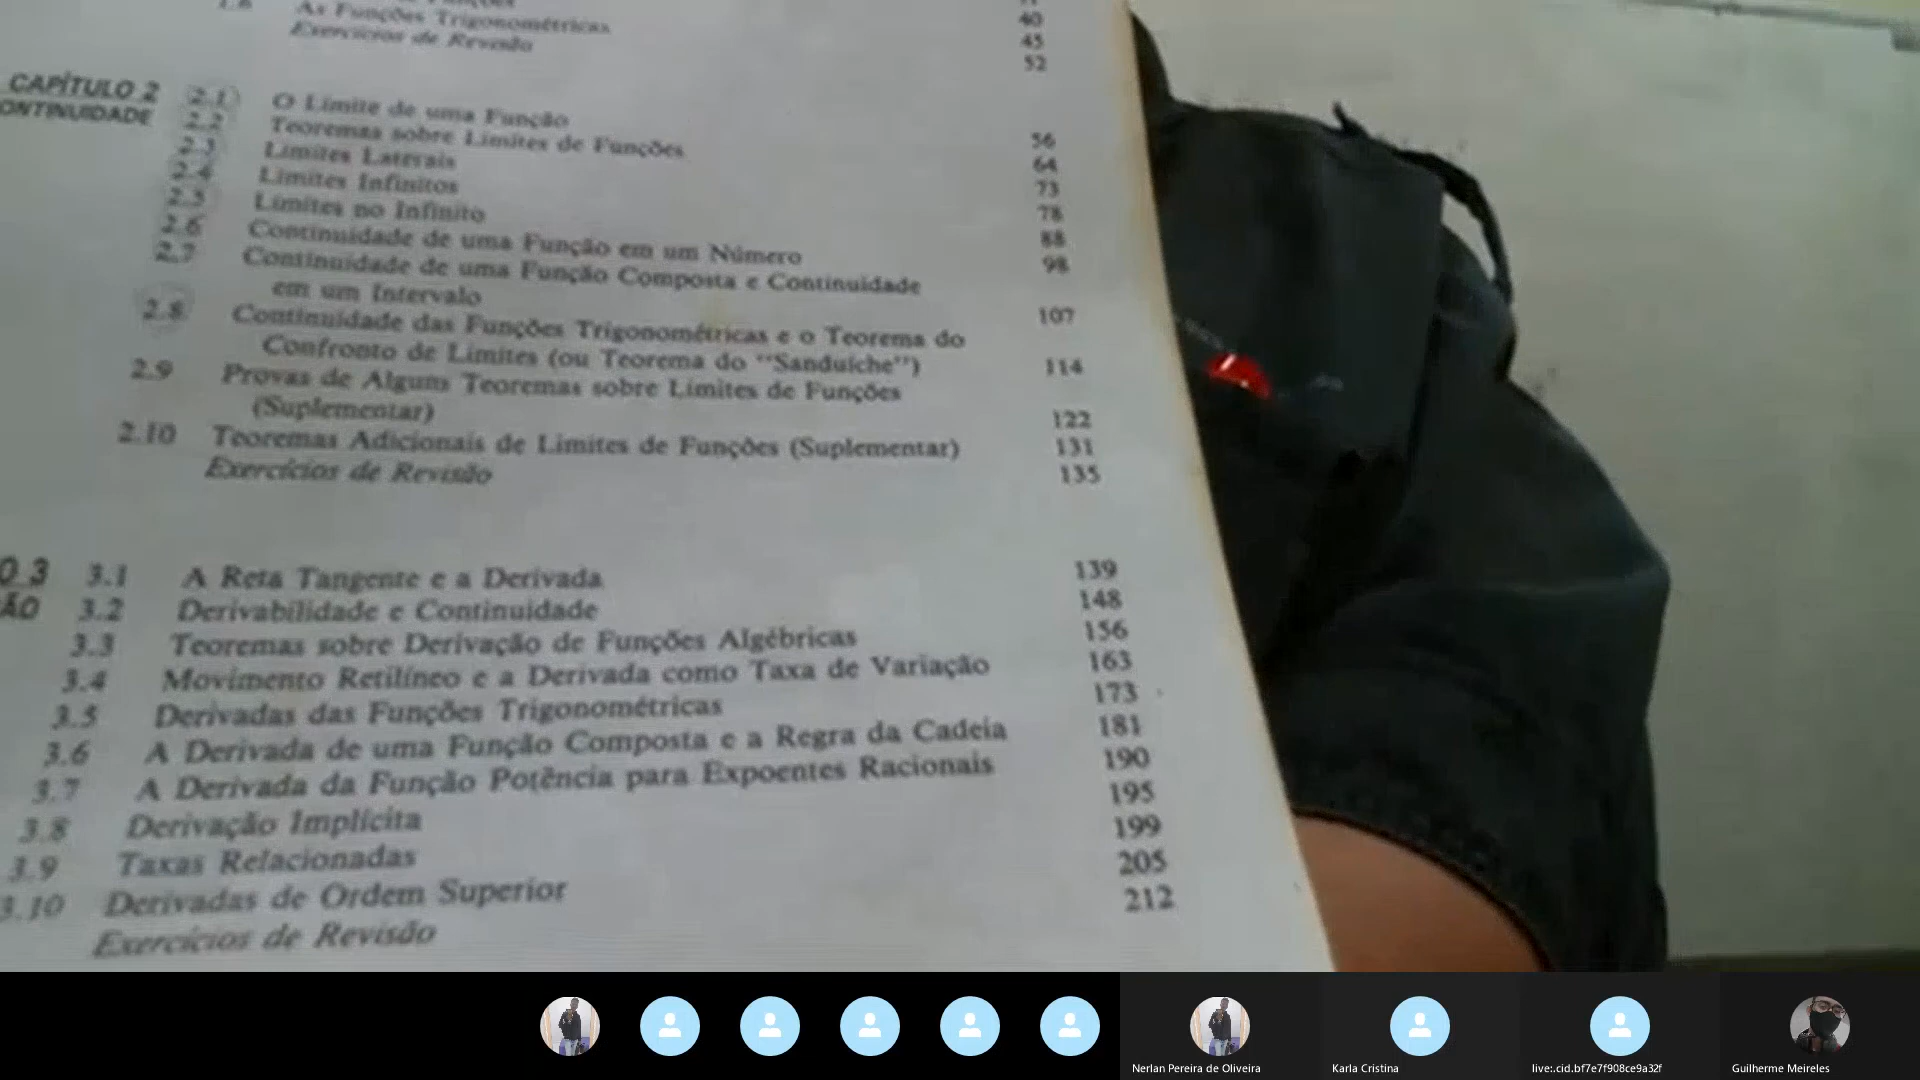 As Funções Trigonométricas
Exercícios de Revisão
40
45
52
CAPÍTULO 2
ONTINUIDADE
2.1 O Limite de uma Função 56
2.2 Teoremas sobre Limites de Funções 64
2.3 Limites Laterais 73
2.4 Limites Infinitos 78
2.5 Limites no Infinito 88
2.6 Continuidade de uma Função em um Número 98
2.7 Continuidade de uma Função Composta e Continuidade
em um Intervalo 107
2.8 Continuidade das Funções Trigonométricas e o Teorema do
Confronto de Limites (ou Teorema do "Sanduíche") 114
2.9 Provas de Alguns Teoremas sobre Limites de Funções
(Suplementar) 122
2.10 Teoremas Adicionais de Limites de Funções (Suplementar) 131
Exercícios de Revisão 135
O 3
ÃO
3.1 A Reta Tangente e a Derivada 139
3.2 Derivabilidade e Continuidade 148
3.3 Teoremas sobre Derivação de Funções Algébricas 156
3.4 Movimento Retilíneo e a Derivada como Taxa de Variação 163
3.5 Derivadas das Funções Trigonométricas 173
3.6 A Derivada de uma Função Composta e a Regra da Cadeia 181
3.7 A Derivada da Função Potência para Expoentes Racionais 190
3.8 Derivação Implícita 195
3.9 Taxas Relacionadas 199
3.10 Derivadas de Ordem Superior 205
Exercícios de Revisão 212
Nerlan Pereira de Oliveira
Karla Cristina
live:.cid.bf7e7f908ce9a32f
Guilherme Meireles